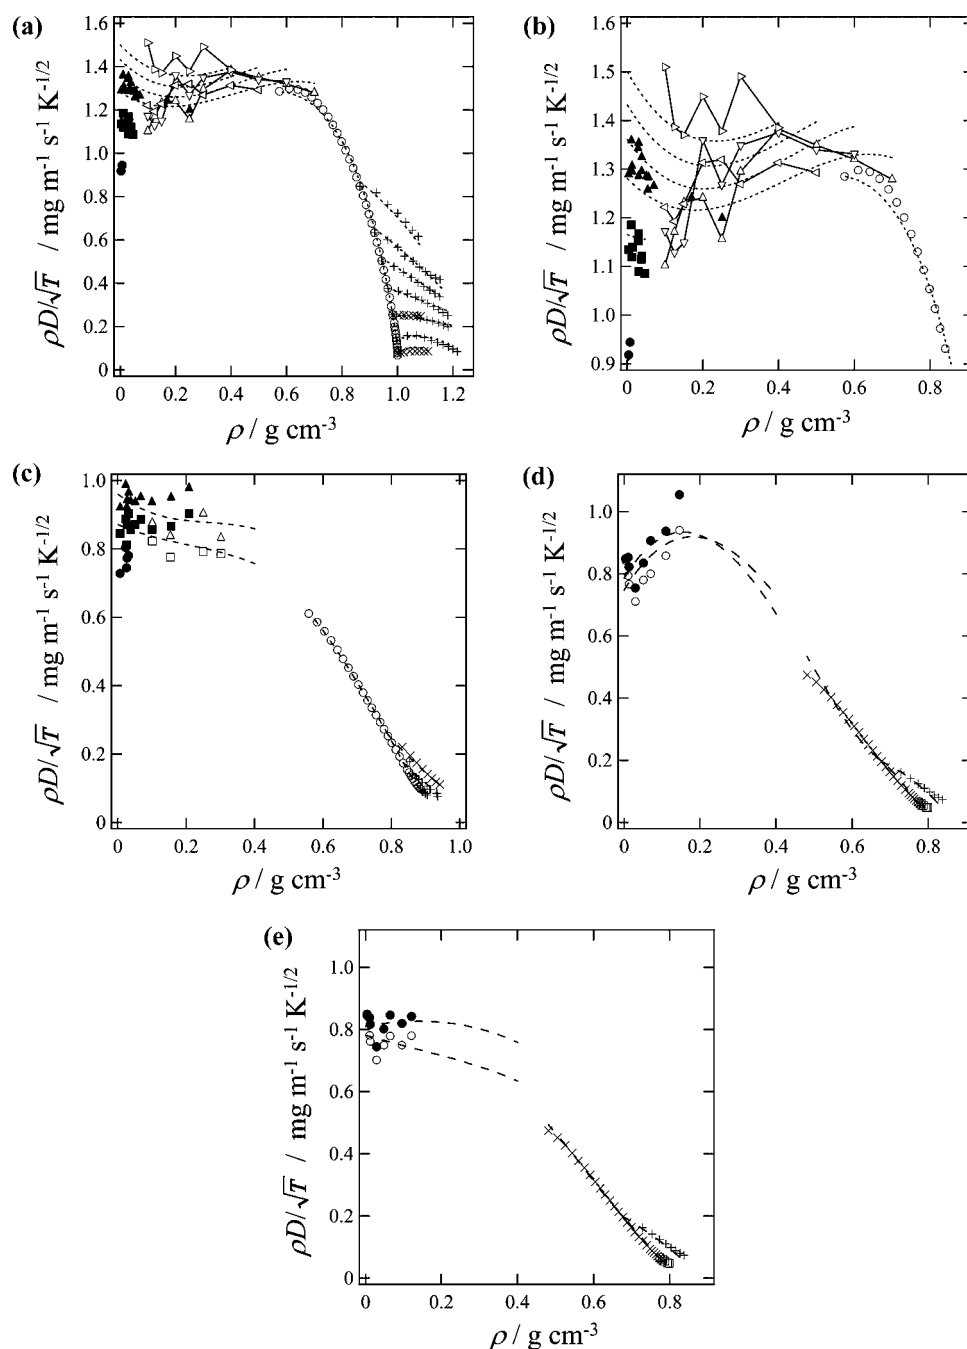 (a)
1.6
1.4
1.2
1.0
0.8
0.6
0.4
0.2
0
ρD/√T / mg m⁻¹ s⁻¹ K⁻¹/²
0 0.2 0.4 0.6 0.8 1.0 1.2
ρ / g cm⁻³
(b)
1.6
1.5
1.4
1.3
1.2
1.1
1.0
0.9
ρD/√T / mg m⁻¹ s⁻¹ K⁻¹/²
0 0.2 0.4 0.6 0.8
ρ / g cm⁻³
(c)
1.0
0.8
0.6
0.4
0.2
0
ρD/√T / mg m⁻¹ s⁻¹ K⁻¹/²
0 0.2 0.4 0.6 0.8 1.0
ρ / g cm⁻³
(d)
1.0
0.8
0.6
0.4
0.2
0
ρD/√T / mg m⁻¹ s⁻¹ K⁻¹/²
0 0.2 0.4 0.6 0.8
ρ / g cm⁻³
(e)
1.0
0.8
0.6
0.4
0.2
0
ρD/√T / mg m⁻¹ s⁻¹ K⁻¹/²
0 0.2 0.4 0.6 0.8
ρ / g cm⁻³